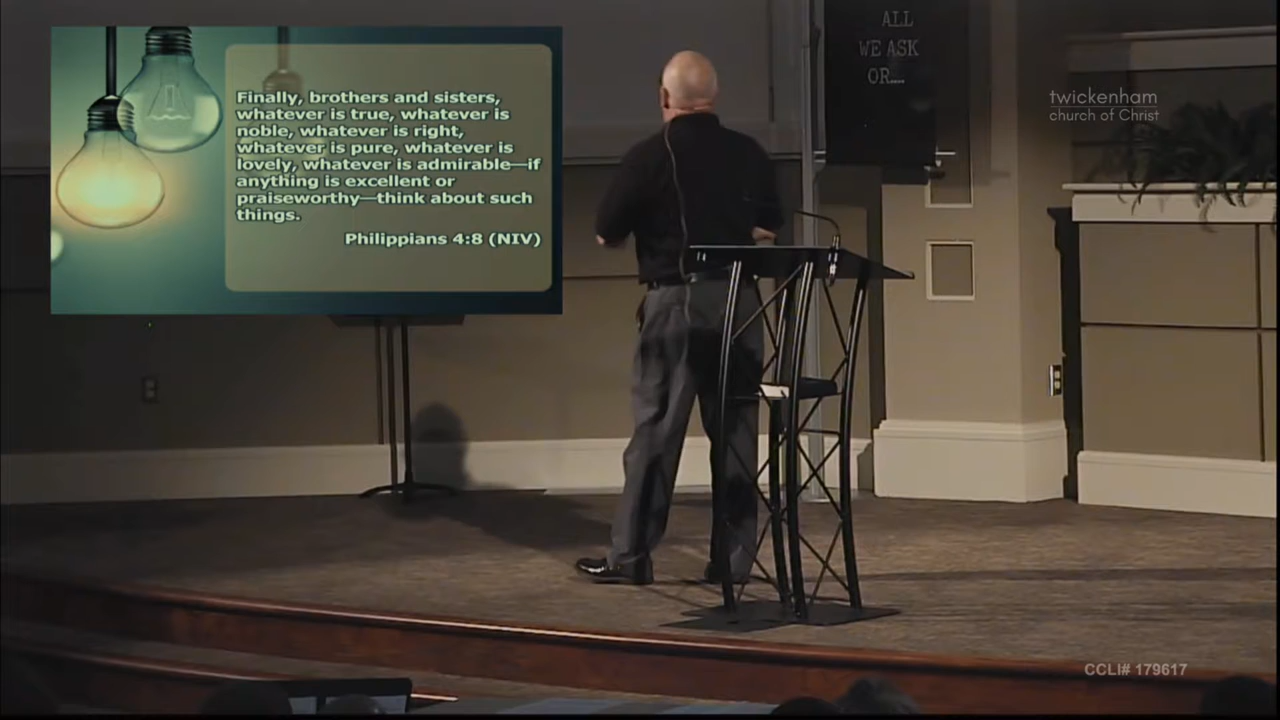 Finally, brothers and sisters,
whatever is true, whatever is
noble, whatever is right,
whatever is pure, whatever is
lovely, whatever is admirable—if
anything is excellent or
praiseworthy—think about such
things.
Philippians 4:8 (NIV)
ALL
WE ASK
OR....
twickenham
church of Christ
CCLI# 179617